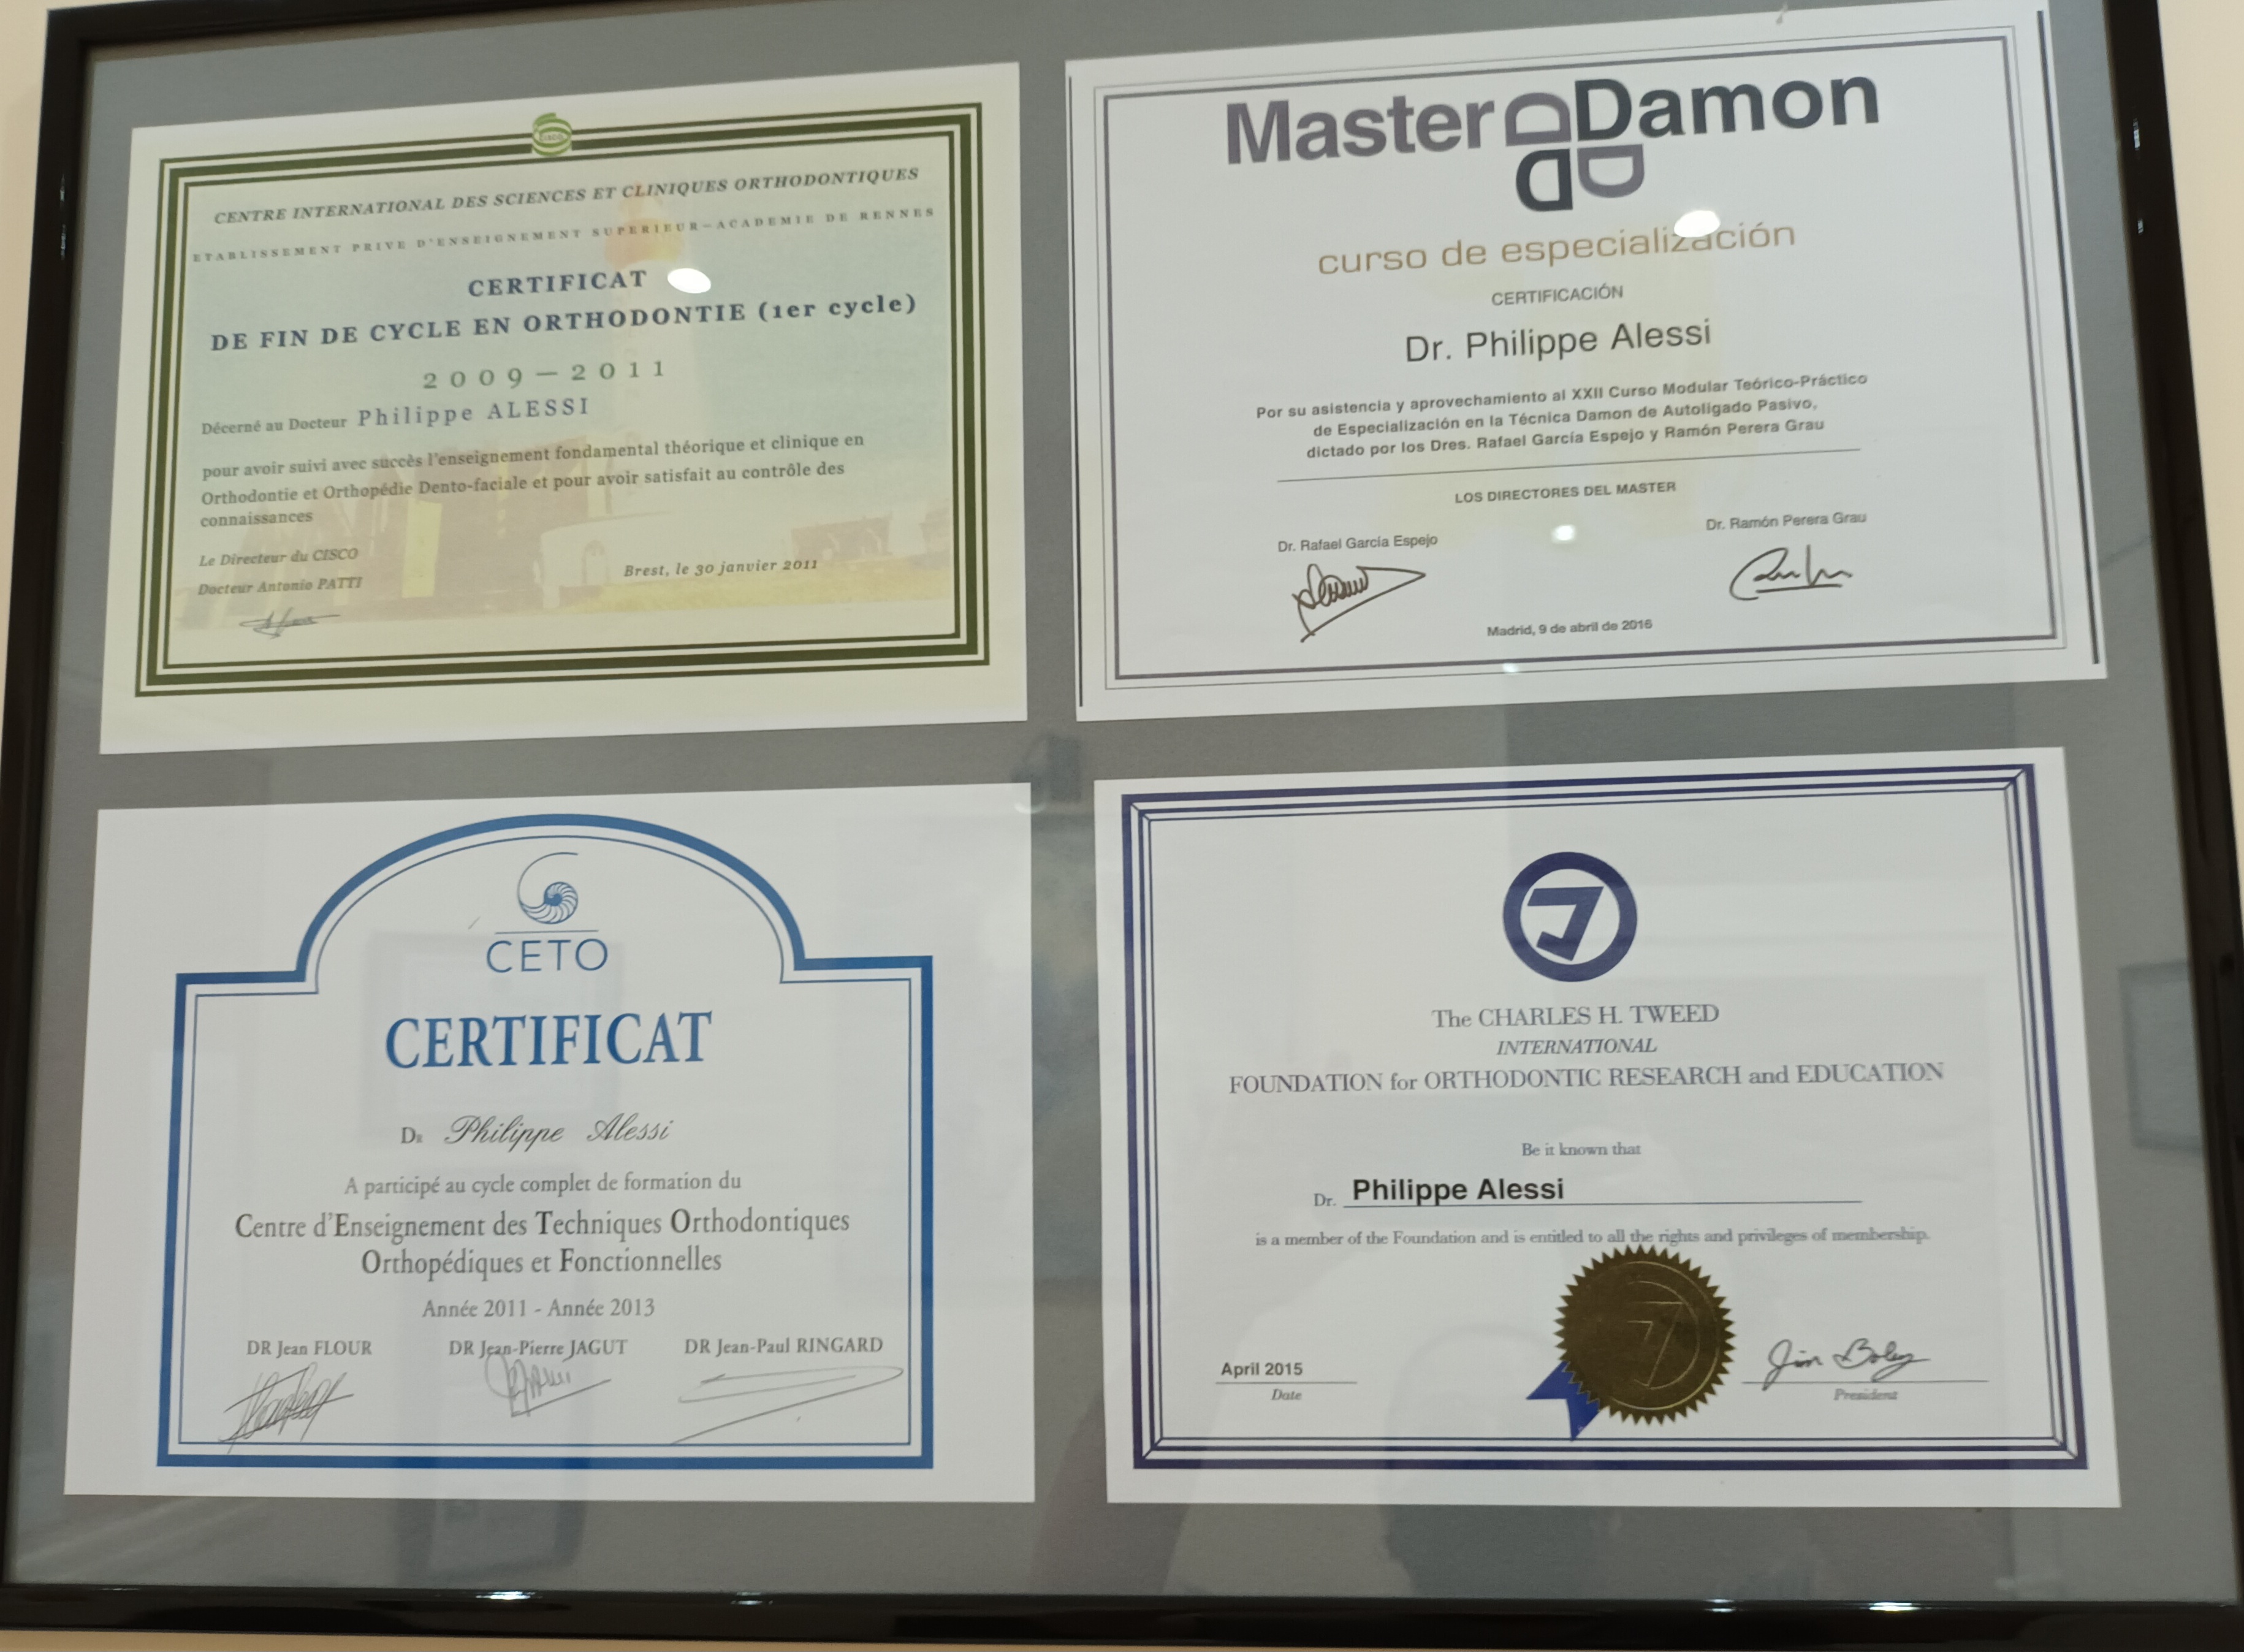 CISCO
CENTRE INTERNATIONAL DES SCIENCES ET CLINIQUES ORTHODONTIQUES
ETABLISSEMENT PRIVE D'ENSEIGNEMENT SUPERIEUR–ACADEMIE DE RENNES
CERTIFICAT
DE FIN DE CYCLE EN ORTHODONTIE (1er cycle)
2009–2011
Décerné au Docteur Philippe ALESSI
pour avoir suivi avec succès l'enseignement fondamental théorique et clinique en
Orthodontie et Orthopédie Dento-faciale et pour avoir satisfait au contrôle des
connaissances
Le Directeur du CISCO
Docteur Antonio PATTI
Brest, le 30 janvier 2011
Master Damon
curso de especialización
CERTIFICACIÓN
Dr. Philippe Alessi
Por su asistencia y aprovechamiento al XXII Curso Modular Teórico-Práctico
de Especialización en la Técnica Damon de Autoligado Pasivo,
dictado por los Dres. Rafael García Espejo y Ramón Perera Grau
LOS DIRECTORES DEL MASTER
Dr. Rafael García Espejo
Dr. Ramón Perera Grau
Madrid, 9 de abril de 2016
CETO
CERTIFICAT
DR Philippe Alessi
A participé au cycle complet de formation du
Centre d'Enseignement des Techniques Orthodontiques
Orthopédiques et Fonctionnelles
Année 2011 - Année 2013
DR Jean FLOUR
DR Jean-Pierre JAGUT
DR Jean-Paul RINGARD
The CHARLES H. TWEED
INTERNATIONAL
FOUNDATION for ORTHODONTIC RESEARCH and EDUCATION
Be it known that
Dr. Philippe Alessi
is a member of the Foundation and is entitled to all the rights and privileges of membership.
April 2015
Date
Jim Boley
President